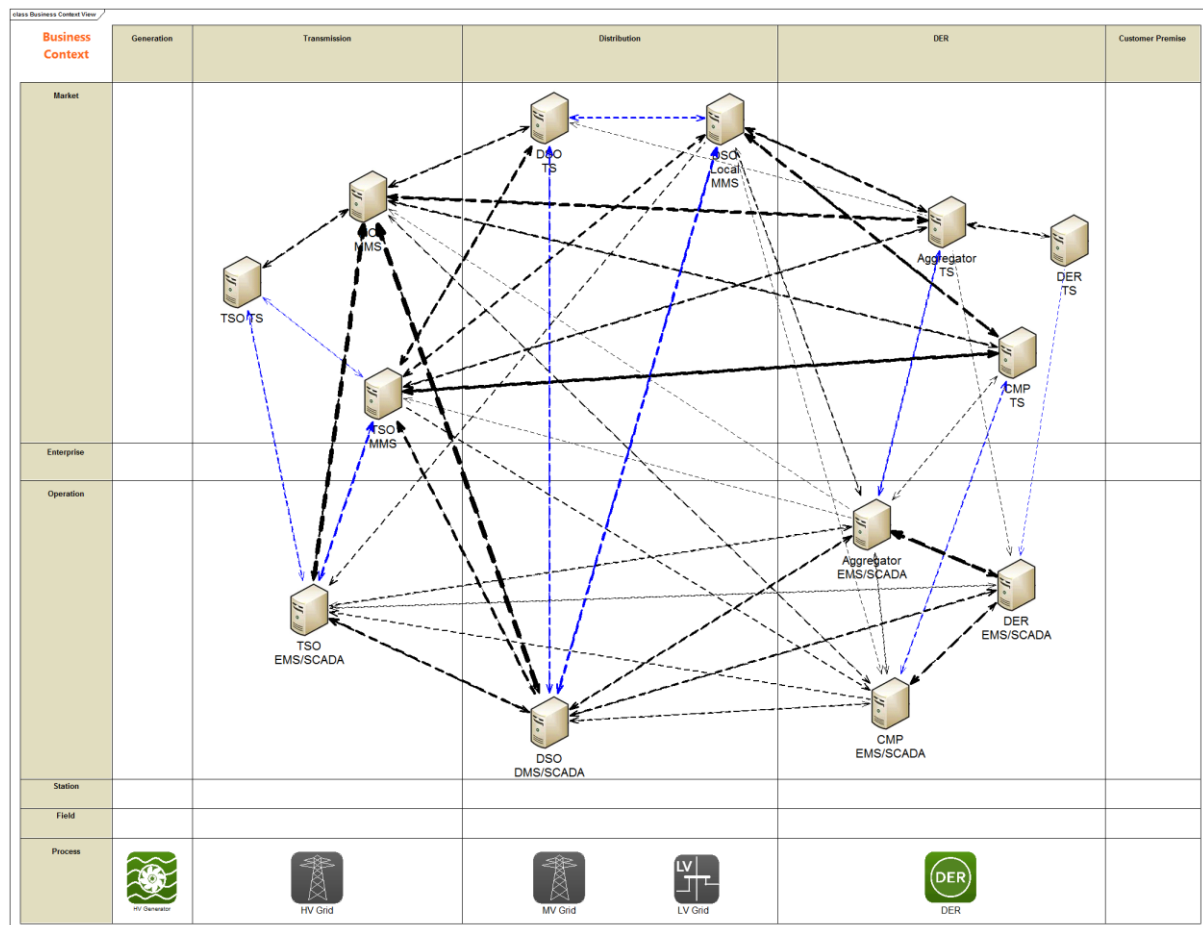 class Business Context View
Business
Context
Generation
Transmission
Distribution
DER
Customer Premise
Market
DSO
TS
DSO
Local
MMS
MMS
Aggregator
TS
DER
TS
TSO TS
CMP
TS
TSO
MMS
Enterprise
Operation
Aggregator
EMS/SCADA
DER
EMS/SCADA
TSO
EMS/SCADA
CMP
EMS/SCADA
DSO
DMS/SCADA
Station
Field
Process
LV
DER
HV Generator
HV Grid
MV Grid
LV Grid
DER